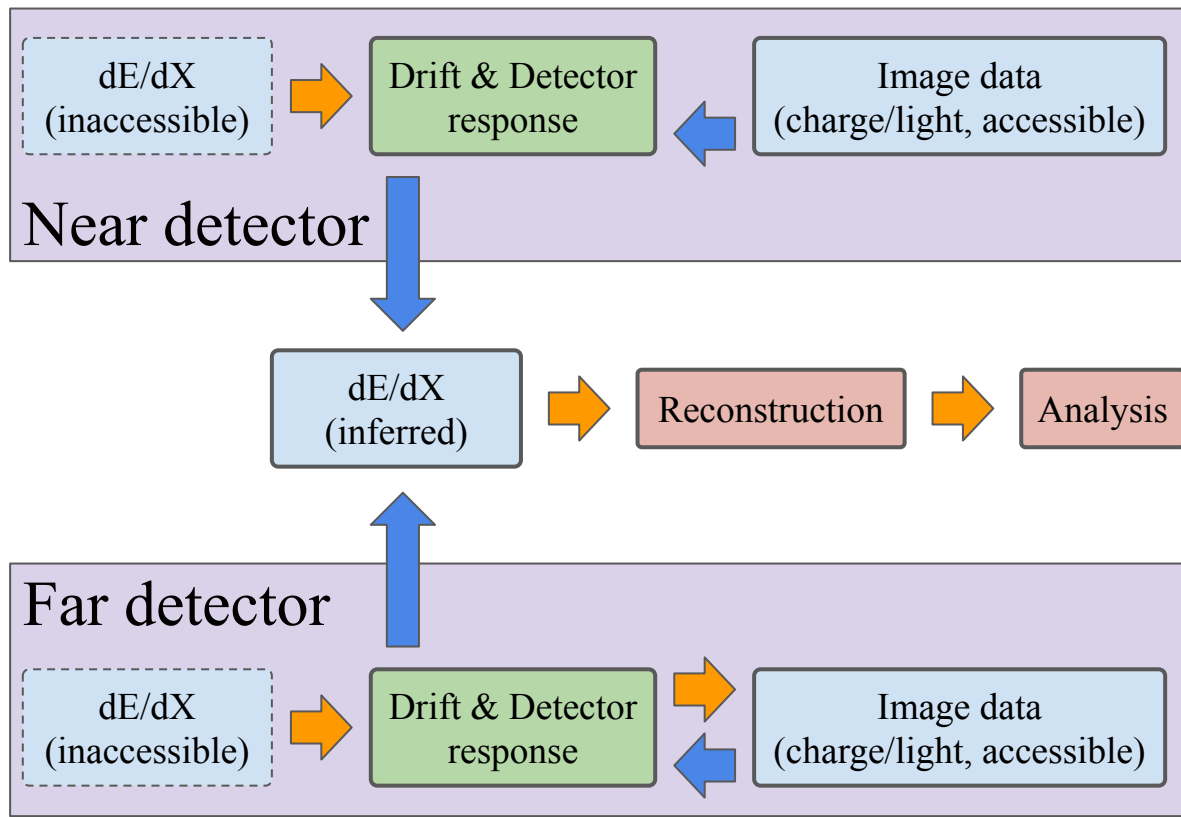 dE/dX
(inaccessible)
Drift & Detector
response
Image data
(charge/light, accessible)
Near detector
dE/dX
(inferred)
Reconstruction
Analysis
Far detector
dE/dX
(inaccessible)
Drift & Detector
response
Image data
(charge/light, accessible)